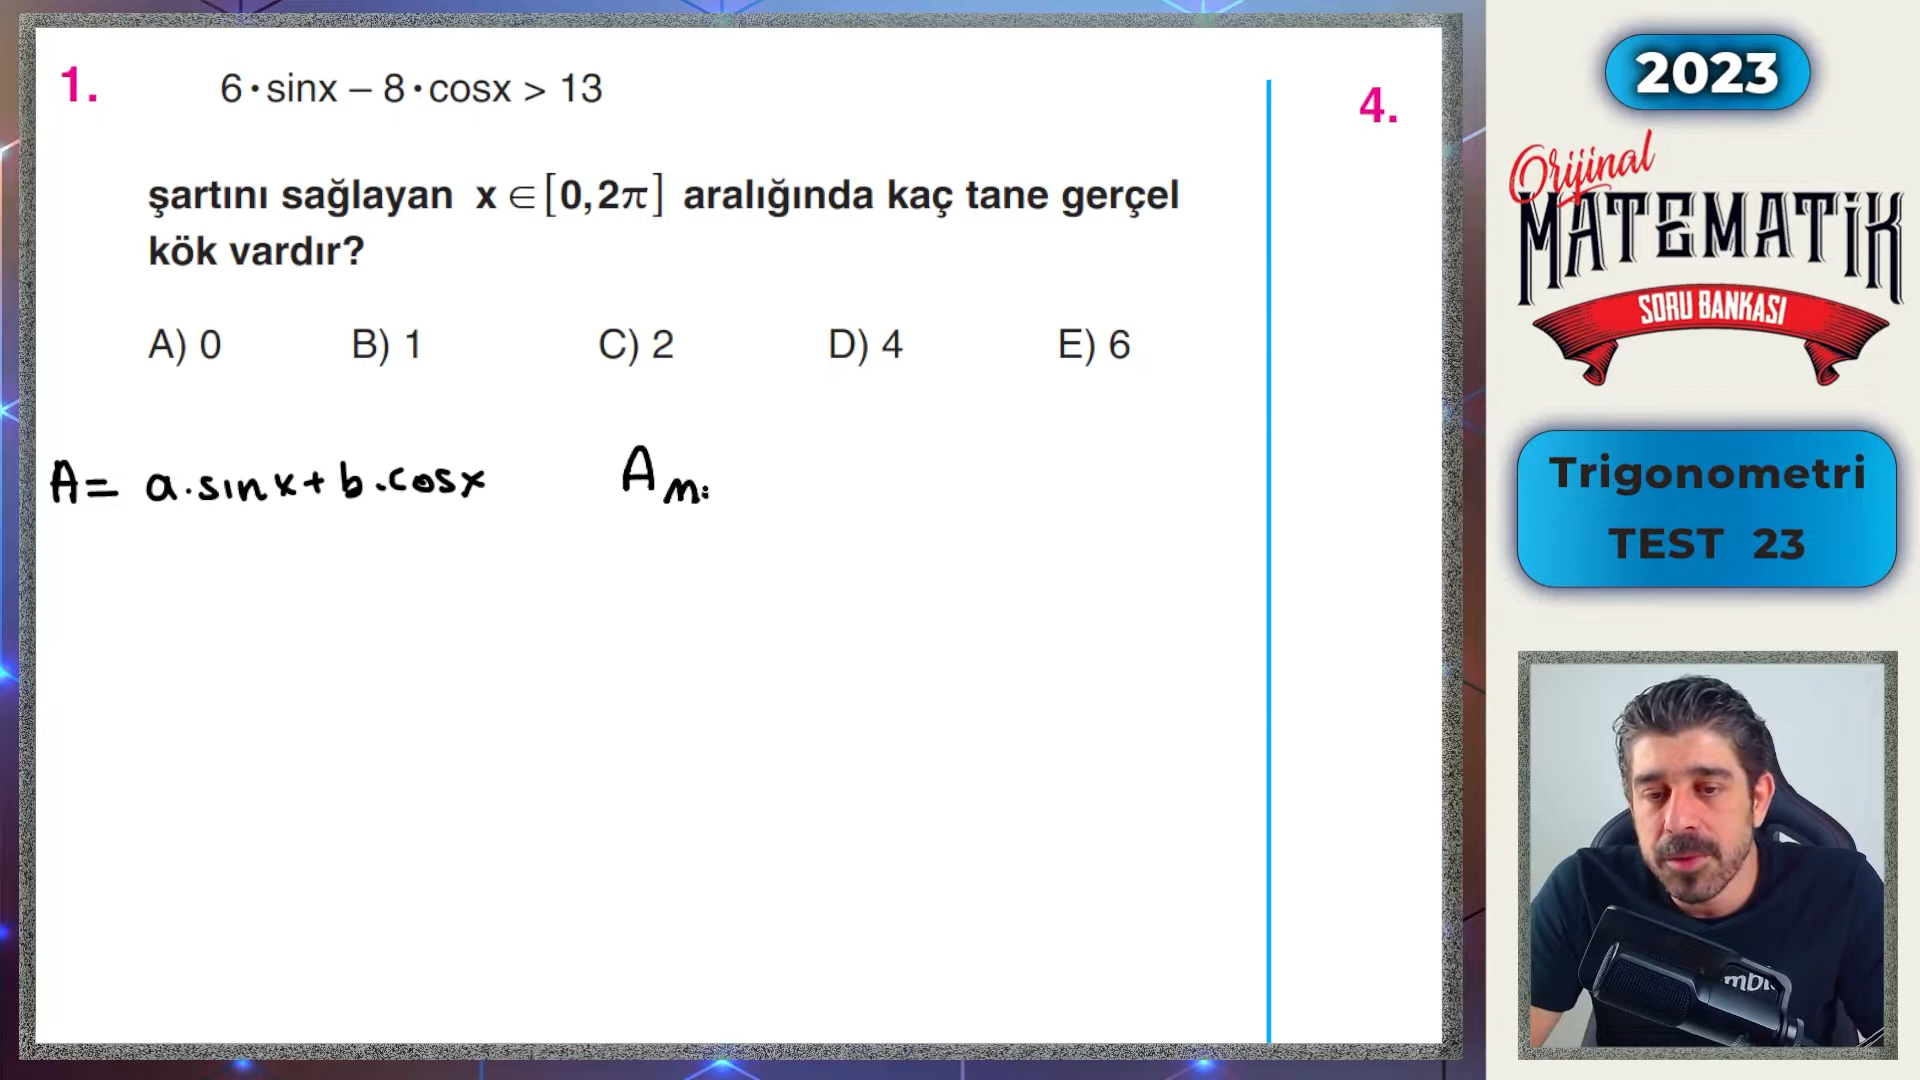 1. 6·sinx – 8·cosx > 13
şartını sağlayan x ∈ [0, 2π] aralığında kaç tane gerçel
kök vardır?
A) 0 B) 1 C) 2 D) 4 E) 6
A = a.sinx + b.cosx A mi
4.
2023
Orijinal
MATEMATİK
SORU BANKASI
Trigonometri
TEST 23